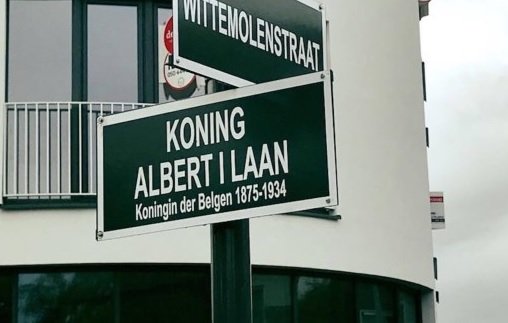 WITTEMOLENSTRAAT
KONING
ALBERT I LAAN
Koningin der Belgen 1875-1934